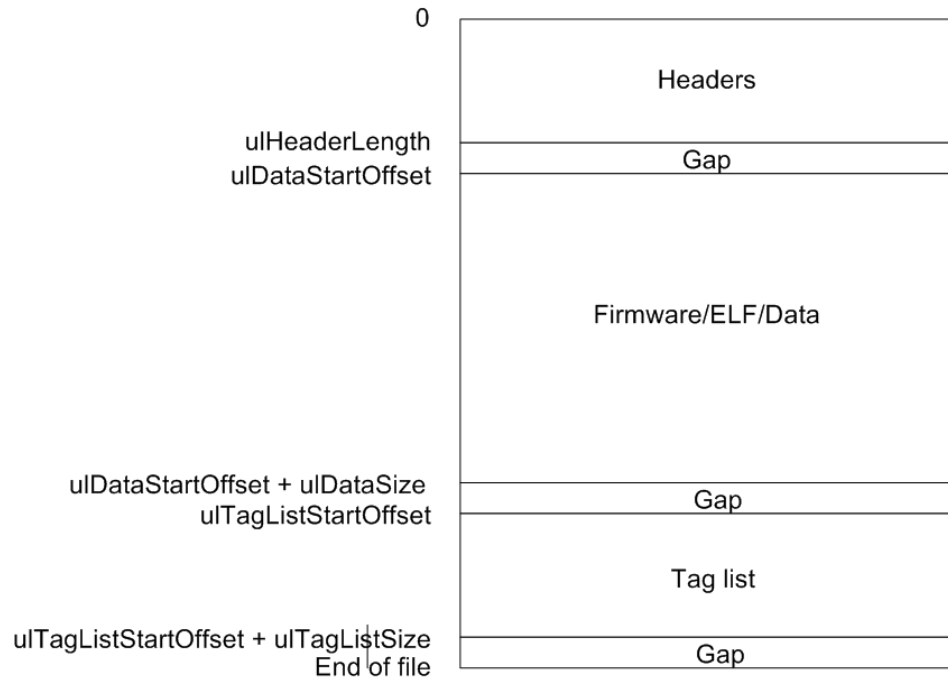 0
Headers
ulHeaderLength
Gap
ulDataStartOffset
Firmware/ELF/Data
ulDataStartOffset + ulDataSize
Gap
ulTagListStartOffset
Tag list
ulTagListStartOffset + ulTagListSize
Gap
End of file